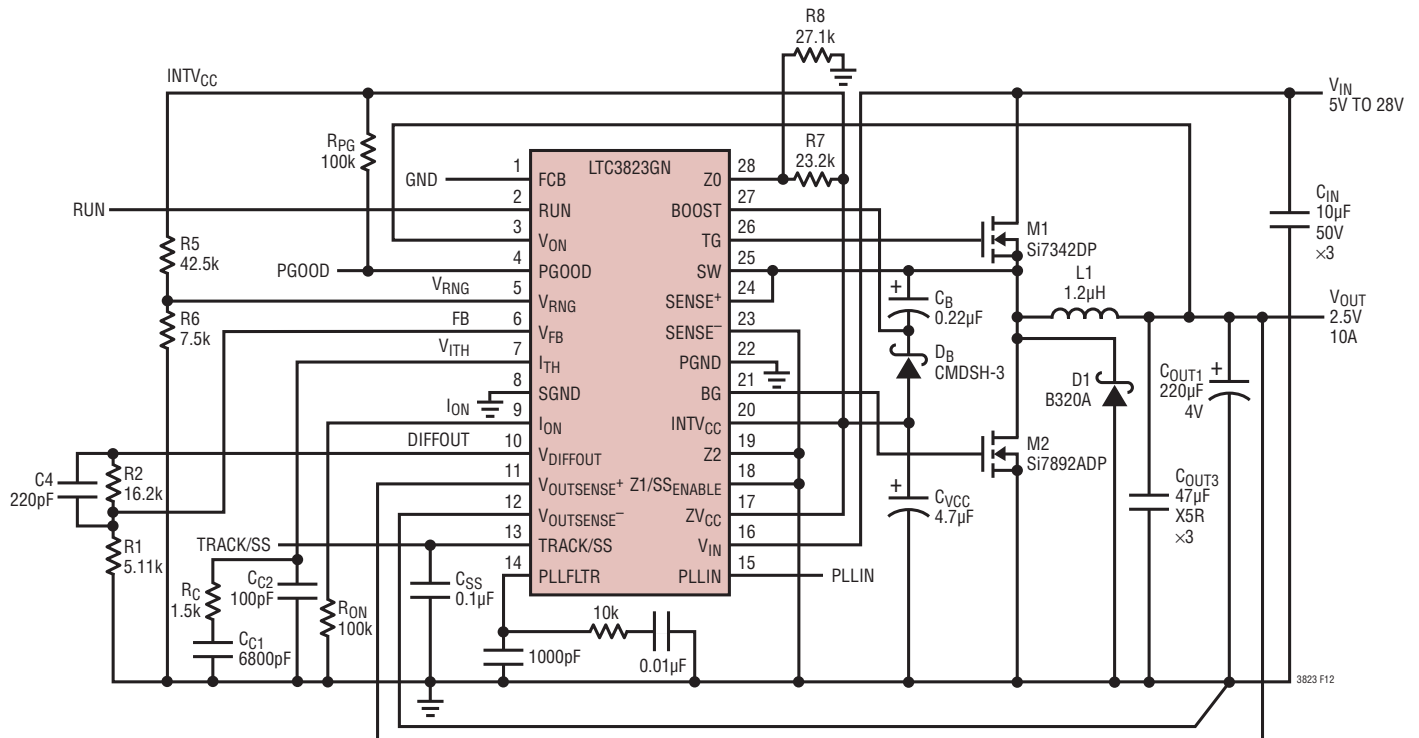 R8
27.1k
INTVCC
VIN
5V TO 28V
RPG
100k
R7
23.2k
LTC3823GN
GND
1
FCB
Z0
28
RUN
2
RUN
BOOST
27
3
VON
TG
26
M1
Si7342DP
CIN
10µF
50V
×3
R5
42.5k
PGOOD
4
PGOOD
SW
25
L1
1.2µH
VRNG
5
VRNG
SENSE+
24
+
CB
0.22µF
VOUT
2.5V
10A
R6
7.5k
FB
6
VFB
SENSE−
23
VITH
7
ITH
PGND
22
DB
CMDSH-3
8
SGND
BG
21
D1
B320A
COUT1
220µF
4V
+
ION
9
ION
INTVCC
20
M2
Si7892ADP
DIFFOUT
10
VDIFFOUT
Z2
19
C4
220pF
R2
16.2k
11
VOUTSENSE+
Z1/SSENABLE
18
+
CVCC
4.7µF
COUT3
47µF
X5R
×3
12
VOUTSENSE−
ZVCC
17
R1
5.11k
TRACK/SS
13
TRACK/SS
VIN
16
14
PLLFLTR
PLLIN
15
PLLIN
RC
1.5k
CC2
100pF
RON
100k
CSS
0.1µF
CC1
6800pF
10k
1000pF
0.01µF
3823 F12